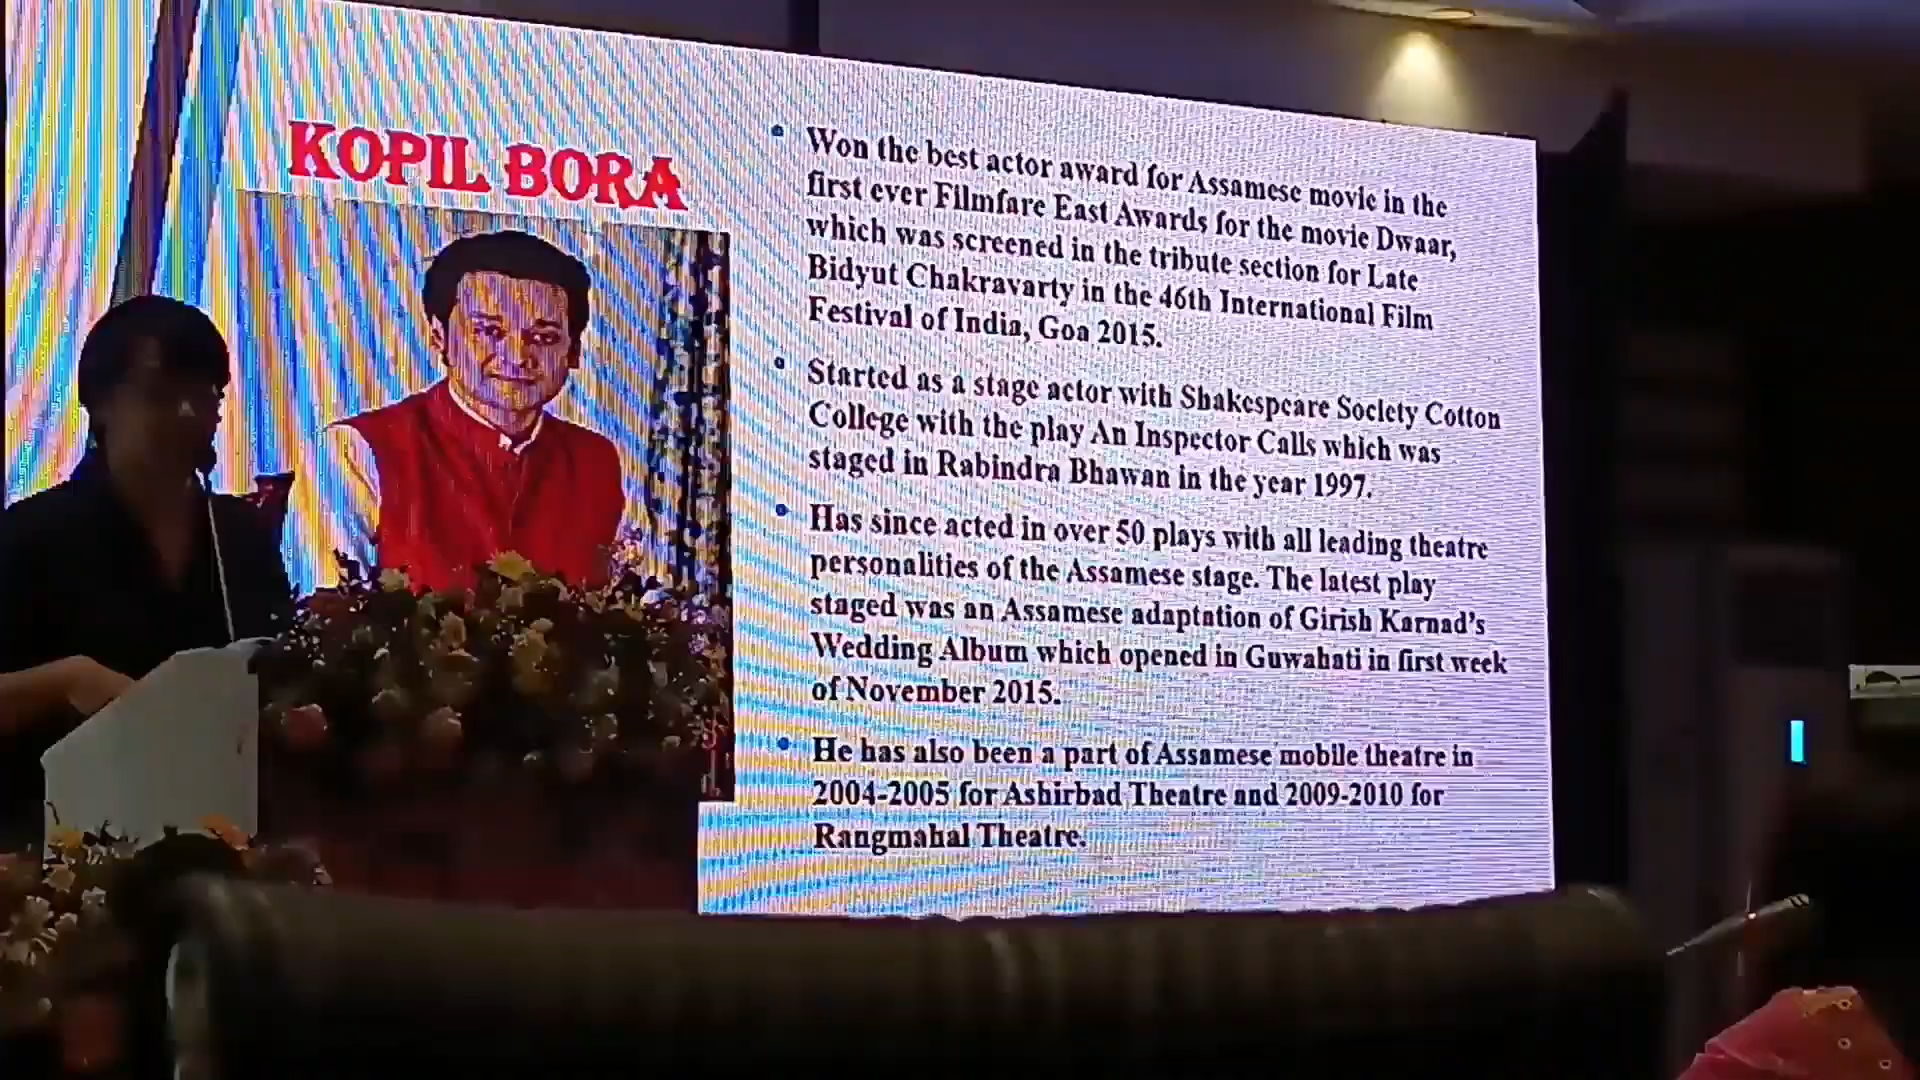 KOPIL BORA
• Won the best actor award for Assamese movie in the
first ever Filmfare East Awards for the movie Dwaar,
which was screened in the tribute section for Late
Bidyut Chakravarty in the 46th International Film
Festival of India, Goa 2015.
• Started as a stage actor with Shakespeare Society Cotton
College with the play An Inspector Calls which was
staged in Rabindra Bhawan in the year 1997.
• Has since acted in over 50 plays with all leading theatre
personalities of the Assamese stage. The latest play
staged was an Assamese adaptation of Girish Karnad's
Wedding Album which opened in Guwahati in first week
of November 2015.
• He has also been a part of Assamese mobile theatre in
2004-2005 for Ashirbad Theatre and 2009-2010 for
Rangmahal Theatre.